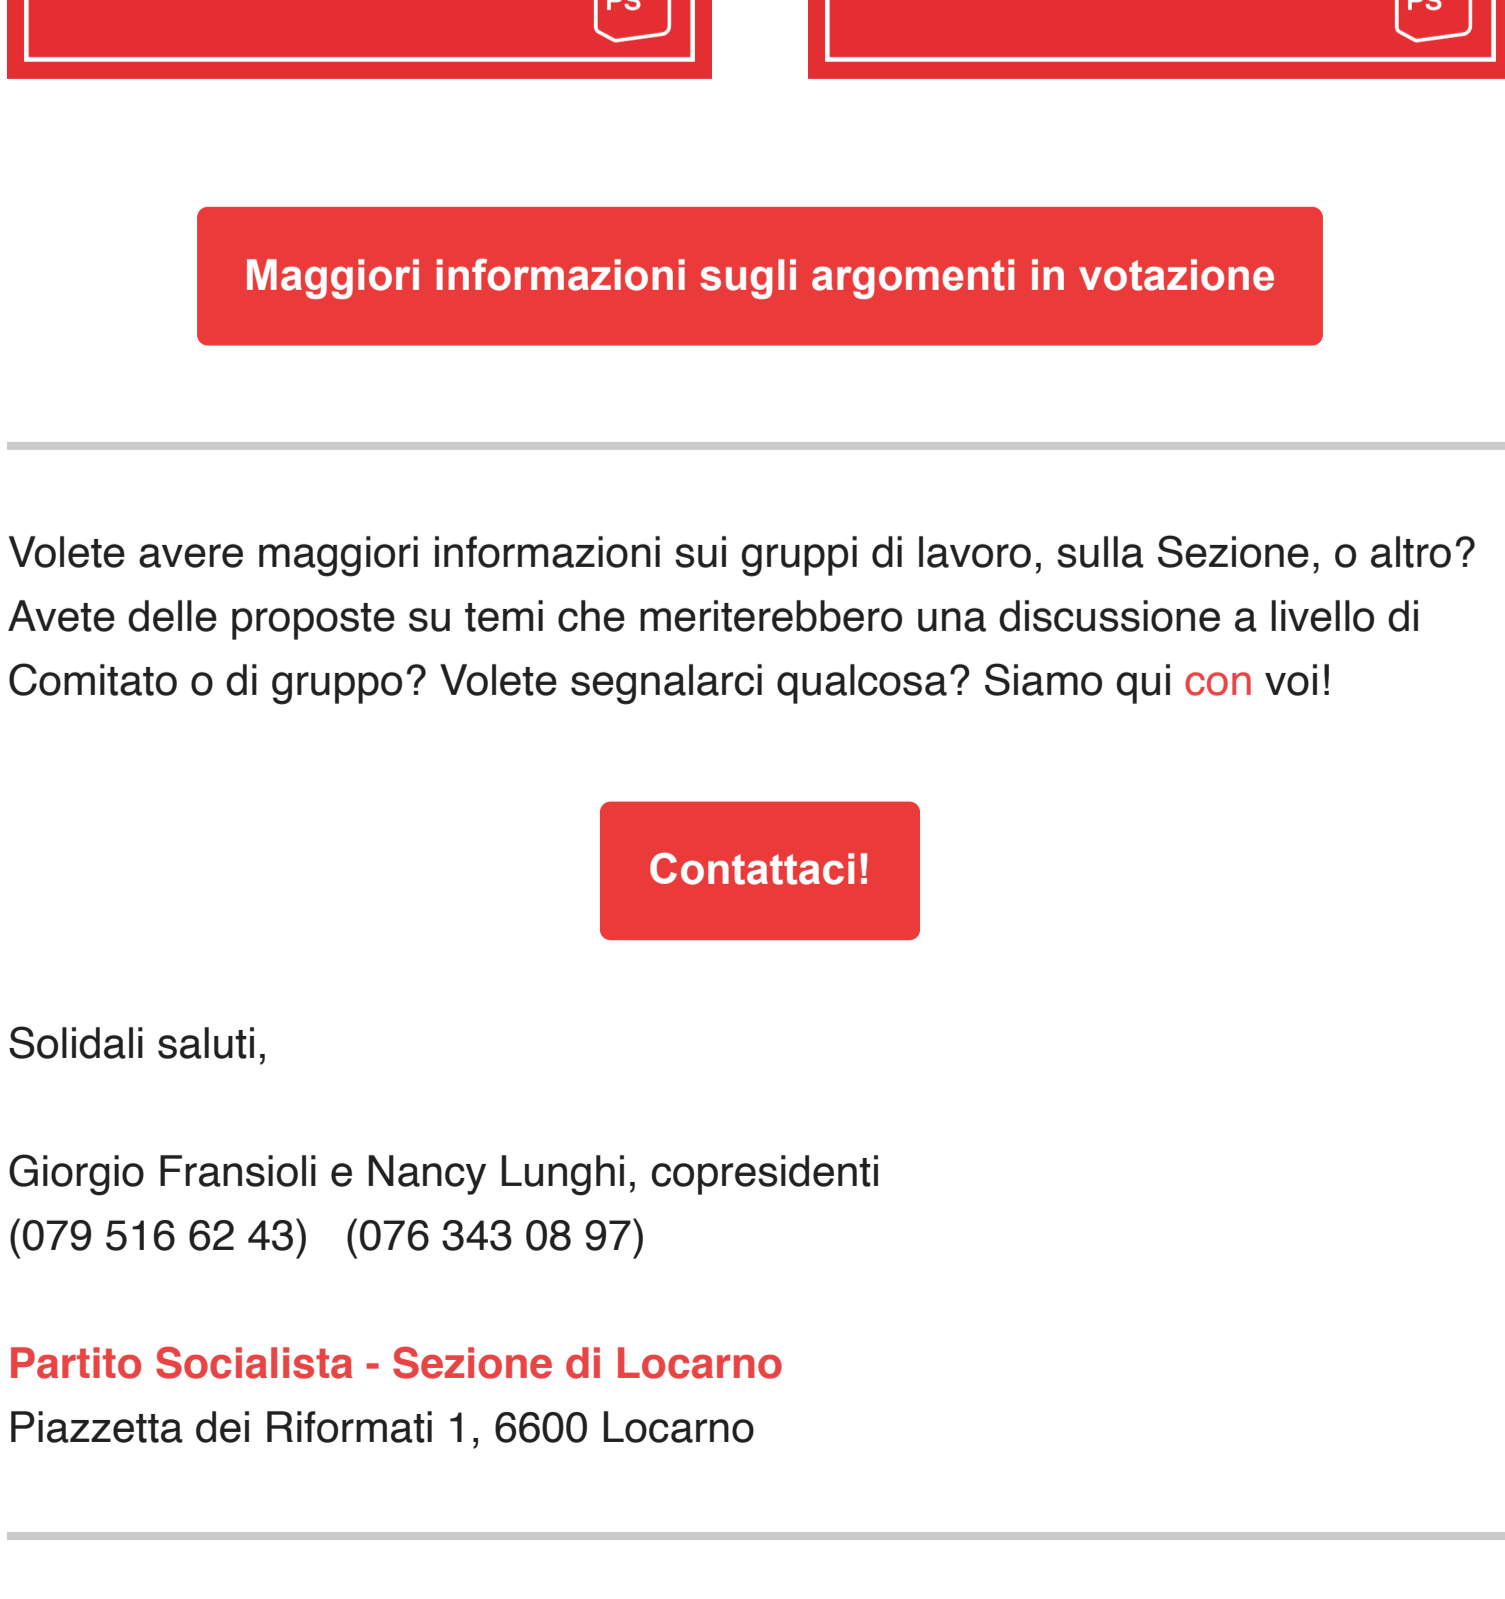 PS PS
Maggiori informazioni sugli argomenti in votazione
Volete avere maggiori informazioni sui gruppi di lavoro, sulla Sezione, o altro?
Avete delle proposte su temi che meriterebbero una discussione a livello di
Comitato o di gruppo? Volete segnalarci qualcosa? Siamo qui con voi!
Contattaci!
Solidali saluti,
Giorgio Fransioli e Nancy Lunghi, copresidenti
(079 516 62 43) (076 343 08 97)
Partito Socialista - Sezione di Locarno
Piazzetta dei Riformati 1, 6600 Locarno